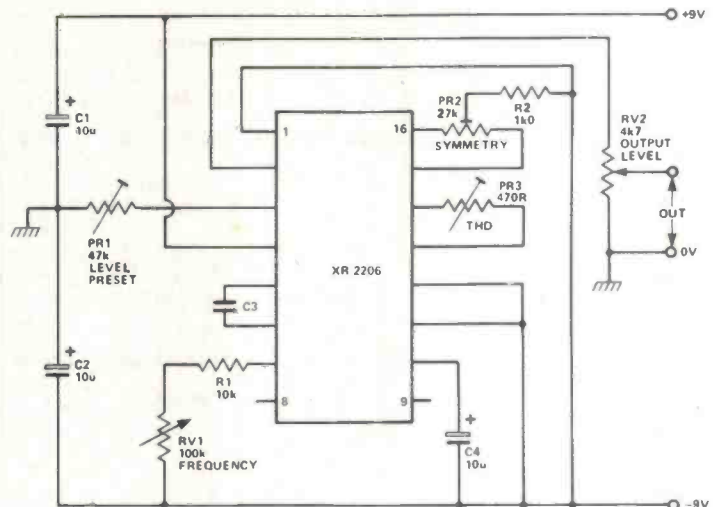 +9V
+
C1
10u
PR1
47k
LEVEL
PRESET
+
C2
10u
C3
R1
10k
RV1
100k
FREQUENCY
1
16
XR 2206
8
9
PR2
27k
SYMMETRY
R2
1k0
PR3
470R
THD
+
C4
10u
RV2
4k7
OUTPUT
LEVEL
OUT
0V
-9V